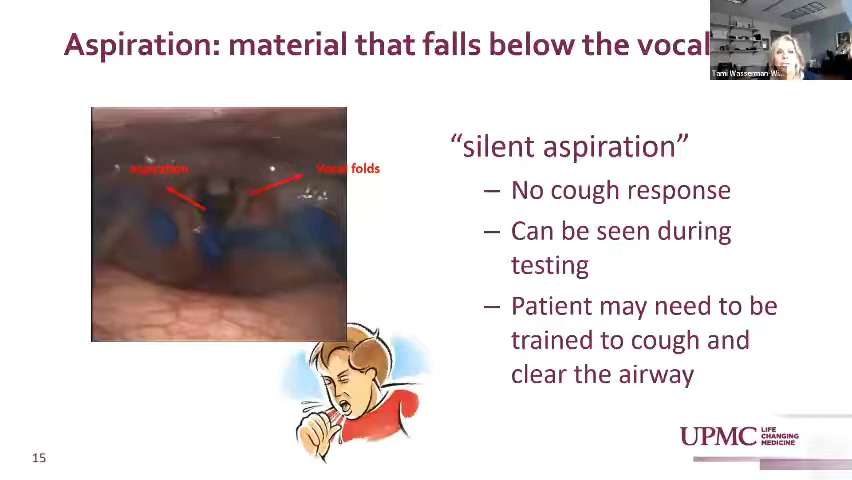 Aspiration: material that falls below the vocal
Tami Wasserman-Wi...
aspiration
Vocal folds
“silent aspiration”
– No cough response
– Can be seen during
testing
– Patient may need to be
trained to cough and
clear the airway
UPMC LIFE
CHANGING
MEDICINE
15